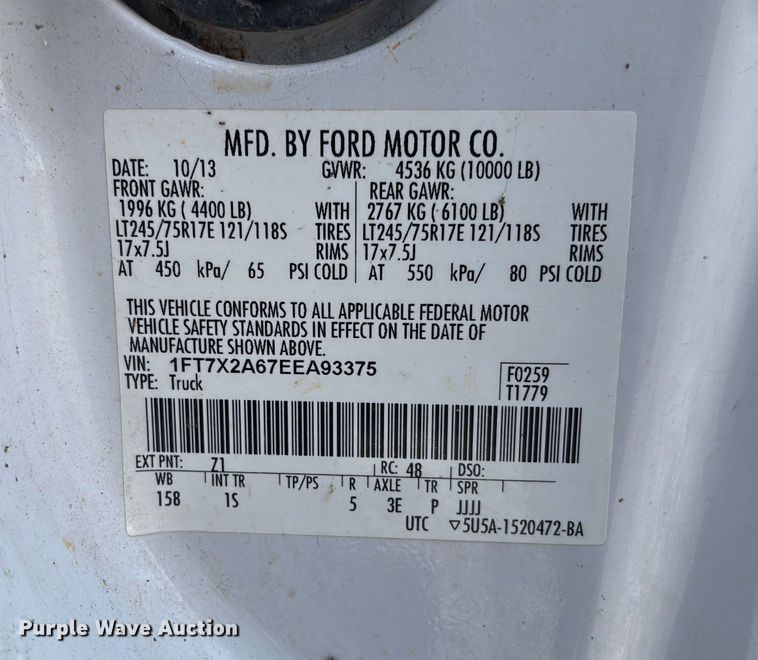 MFD. BY FORD MOTOR CO.
DATE: 10/13 GVWR: 4536 KG (10000 LB)
FRONT GAWR: REAR GAWR:
1996 KG ( 4400 LB) WITH 2767 KG ( 6100 LB) WITH
LT245/75R17E 121/118S TIRES LT245/75R17E 121/118S TIRES
17x7.5J RIMS 17x7.5J RIMS
AT 450 kPa/ 65 PSI COLD AT 550 kPa/ 80 PSI COLD
THIS VEHICLE CONFORMS TO ALL APPLICABLE FEDERAL MOTOR
VEHICLE SAFETY STANDARDS IN EFFECT ON THE DATE OF
MANUFACTURE SHOWN ABOVE.
VIN: 1FT7X2A67EEA93375 F0259
TYPE: Truck T1779
EXT PNT: Z1 RC: 48 DSO:
WB INT TR TP/PS R AXLE TR SPR
158 1S 5 3E P JJJJ
UTC ▽5U5A-1520472-BA
Purple Wave Auction